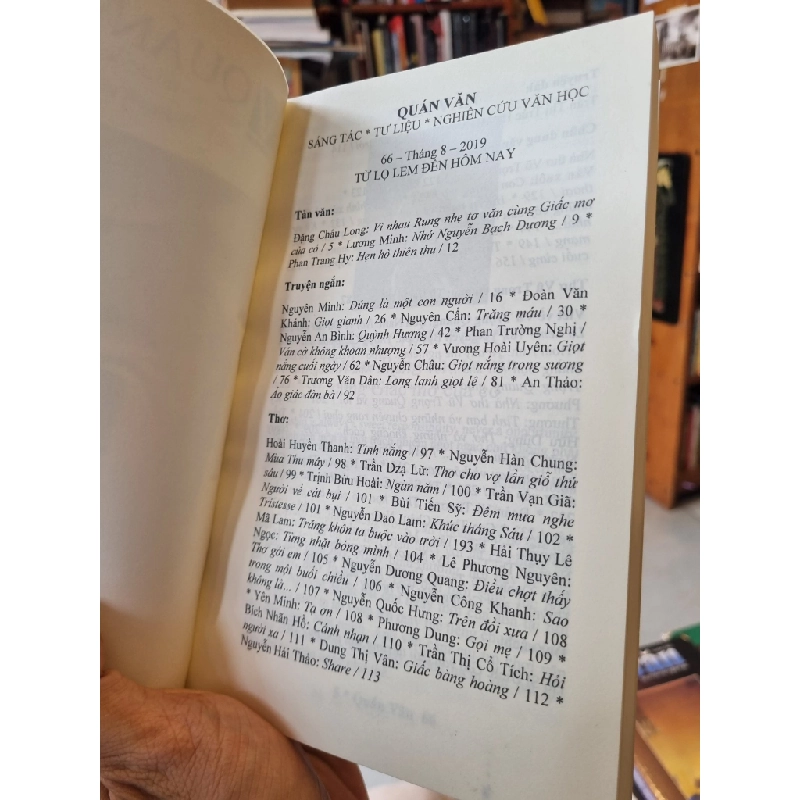 QUÁN VĂN
SÁNG TÁC * TƯ LIỆU * NGHIÊN CỨU VĂN HỌC
66 – Tháng 8 – 2019
TỪ LỌ LEM ĐẾN HÔM NAY
Tản văn:
Đặng Châu Long: Vì nhau Rung nhẹ tơ văn cùng Giấc mơ
của cỏ / 5 * Lương Minh: Nhớ Nguyễn Bạch Dương / 9 *
Phan Trang Hy: Hẹn hò thiên thu / 12
Truyện ngắn:
Nguyên Minh: Đúng là một con người / 16 * Đoàn Văn
Khánh: Giọt gianh / 26 * Nguyên Cẩn: Trăng máu / 30 *
Nguyễn An Bình: Quỳnh Hương / 42 * Phan Trường Nghị /
Ván cờ không khoan nhượng / 57 * Vương Hoài Uyên: Giọt
nắng cuối ngày / 62 * Nguyễn Châu: Giọt nắng trong sương
/ 76 * Trương Văn Dân: Long lanh giọt lệ / 81 * An Thảo:
Ảo giác đàn bà / 92
Thơ:
Hoài Huyền Thanh: Tình nắng / 97 * Nguyễn Hàn Chung:
Mùa Thu máy / 98 * Trần Dzạ Lữ: Thơ cho vợ lần giỗ thứ
sáu / 99 * Trịnh Bửu Hoài: Ngàn năm / 100 * Trần Vạn Giã:
Người về cát bụi / 101 * Bùi Tiến Sỹ: Đêm mưa nghe
Tristesse / 101 * Nguyễn Đao Lam: Khúc tháng Sáu / 102 *
Mã Lam: Trăng khôn ta buộc vào trời / 193 * Hải Thụy Lê
Ngọc: Từng nhặt bóng mình / 104 * Lê Phương Nguyên:
Thơ gởi em / 105 * Nguyễn Dương Quang: Điều chợt thấy
trong một buổi chiều / 106 * Nguyễn Công Khanh: Sao
không là... / 107 * Nguyễn Quốc Hưng: Trên đồi xưa / 108
* Yên Minh: Tạ ơn / 108 * Phương Dung: Gọi mẹ / 109 *
Bích Nhãn Hồ: Cảnh nhạn / 110 * Trần Thị Cổ Tích: Hỏi
người xa / 111 * Dung Thị Vân: Giấc bàng hoàng / 112 *
Nguyễn Hải Thảo: Share / 113